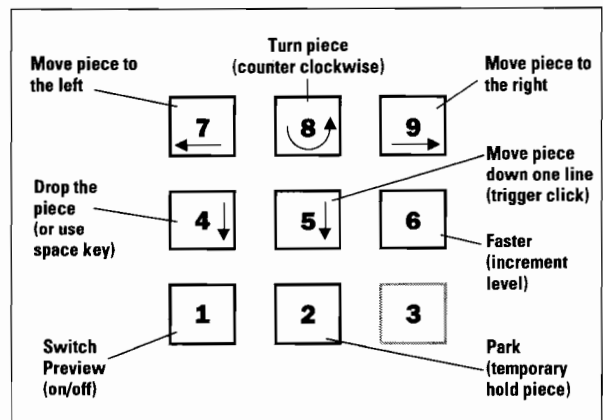 Turn piece
(counter clockwise)
Move piece to
the left
Move piece to
the right
7
8
9
Move piece
down one line
(trigger click)
Drop the
piece
(or use
space key)
4
5
6
Faster
(increment
level)
1
2
3
Switch
Preview
(on/off)
Park
(temporary
hold piece)